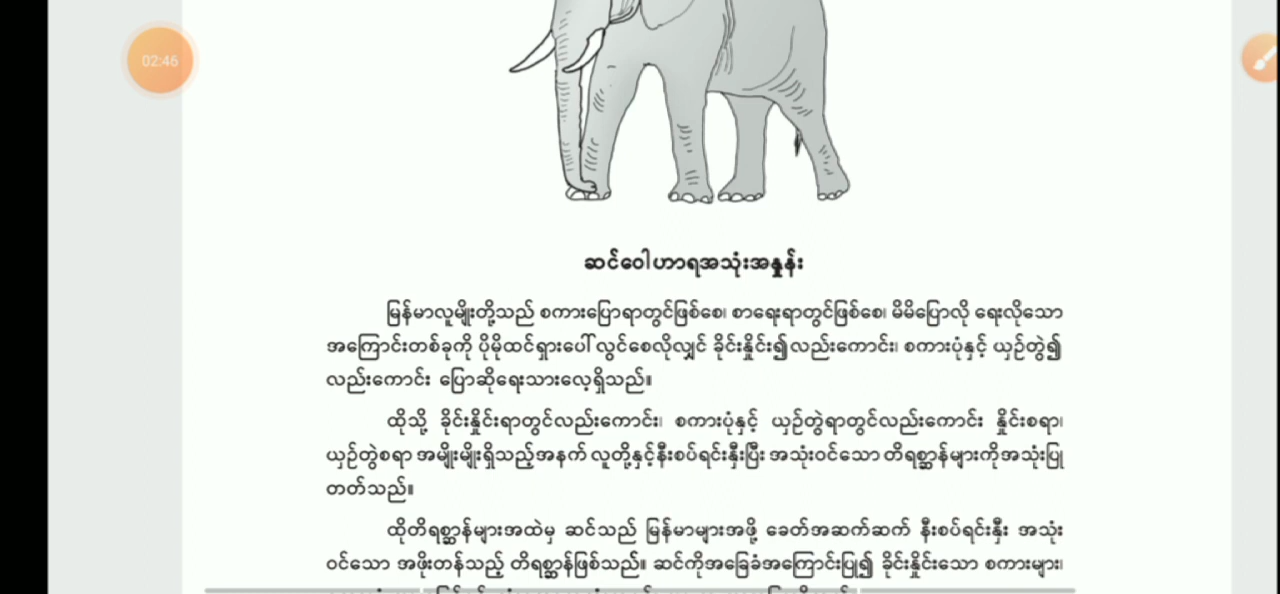 02:46
ဆင်ဝေါဟာရအသုံးအနှုန်း
မြန်မာလူမျိုးတို့သည် စကားပြောရာတွင်ဖြစ်စေ၊ စာရေးရာတွင်ဖြစ်စေ၊ မိမိပြောလို ရေးလိုသော
အကြောင်းတစ်ခုကို ပိုမိုထင်ရှားပေါ်လွင်စေလိုလျှင် ခိုင်းနှိုင်း၍လည်းကောင်း၊ စကားပုံနှင့် ယှဉ်တွဲ၍
လည်းကောင်း ပြောဆိုရေးသားလေ့ရှိသည်။
ထိုသို့ ခိုင်းနှိုင်းရာတွင်လည်းကောင်း၊ စကားပုံနှင့် ယှဉ်တွဲရာတွင်လည်းကောင်း နှိုင်းစရာ၊
ယှဉ်တွဲစရာ အမျိုးမျိုးရှိသည့်အနက် လူတို့နှင့်နီးစပ်ရင်းနှီးပြီး အသုံးဝင်သော တိရစ္ဆာန်များကိုအသုံးပြု
တတ်သည်။
ထိုတိရစ္ဆာန်များအထဲမှ ဆင်သည် မြန်မာများအဖို့ ခေတ်အဆက်ဆက် နီးစပ်ရင်းနှီး အသုံး
ဝင်သော အဖိုးတန်သည့် တိရစ္ဆာန်ဖြစ်သည်။ ဆင်ကိုအခြေခံအကြောင်းပြု၍ ခိုင်းနှိုင်းသော စကားများ၊